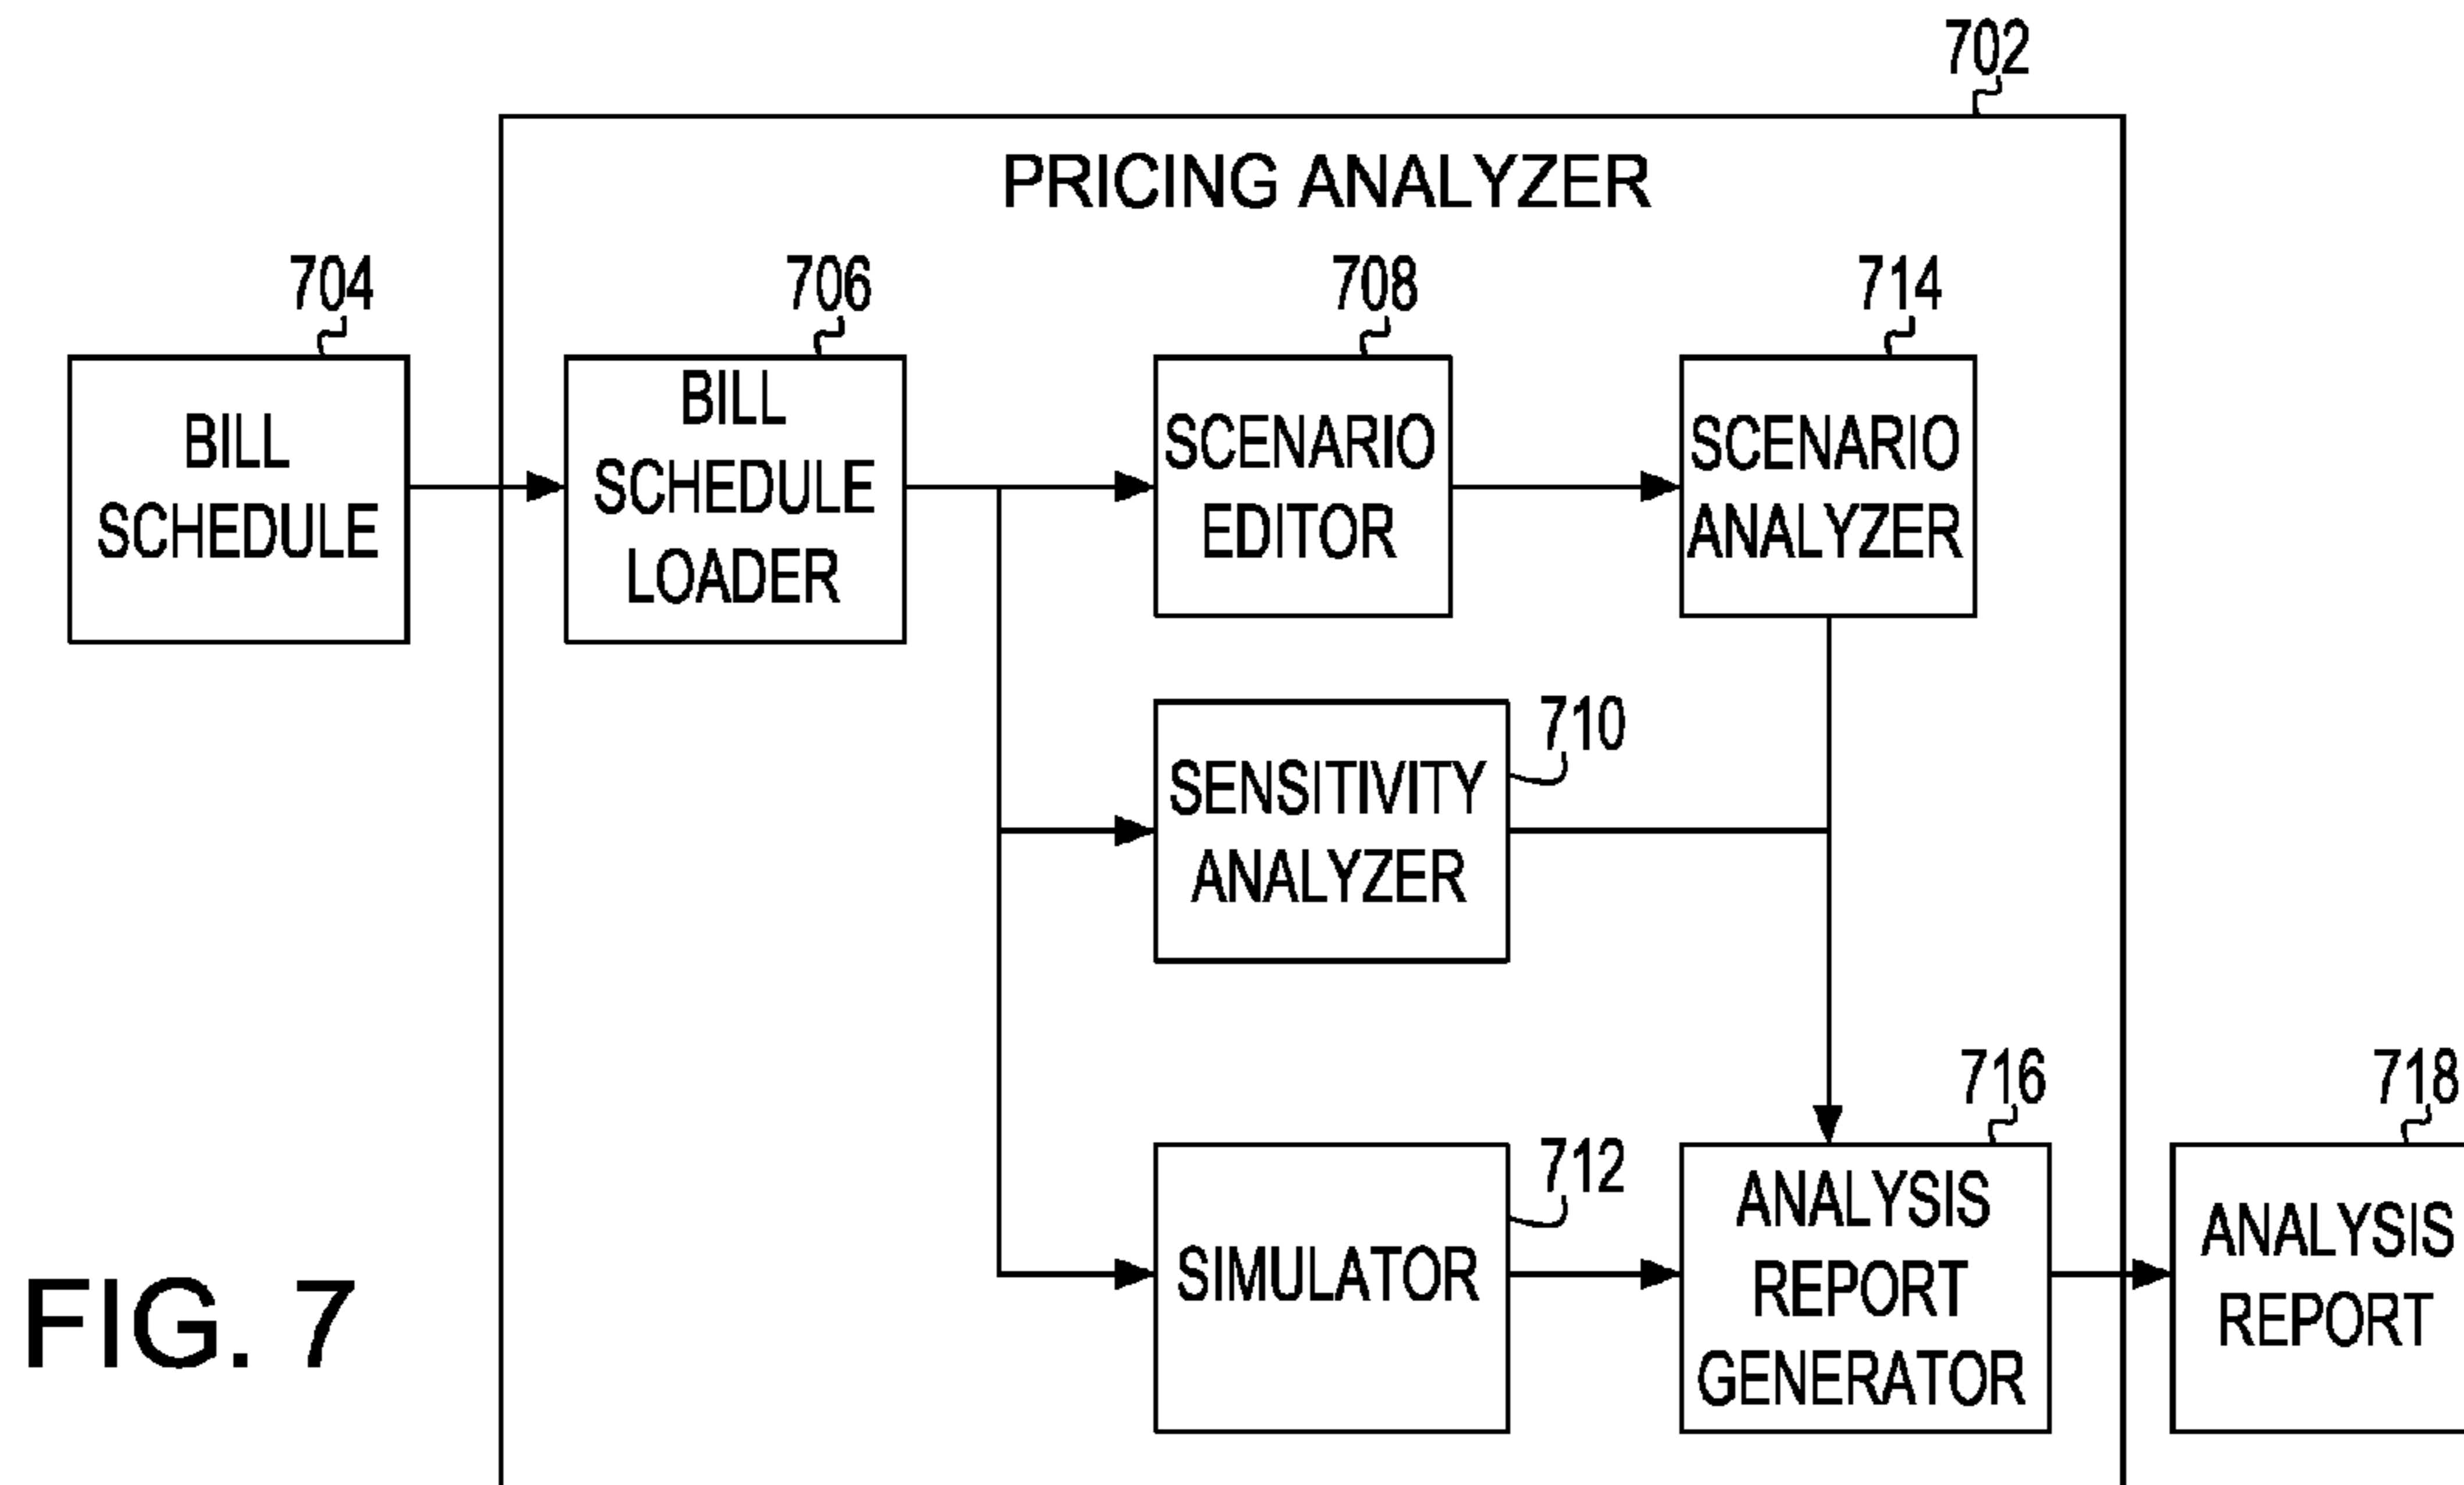 702
PRICING ANALYZER
704
706
708
714
BILL
SCHEDULE
BILL
SCHEDULE
LOADER
SCENARIO
EDITOR
SCENARIO
ANALYZER
710
SENSITIVITY
ANALYZER
712
716
718
SIMULATOR
ANALYSIS
REPORT
GENERATOR
ANALYSIS
REPORT
FIG. 7